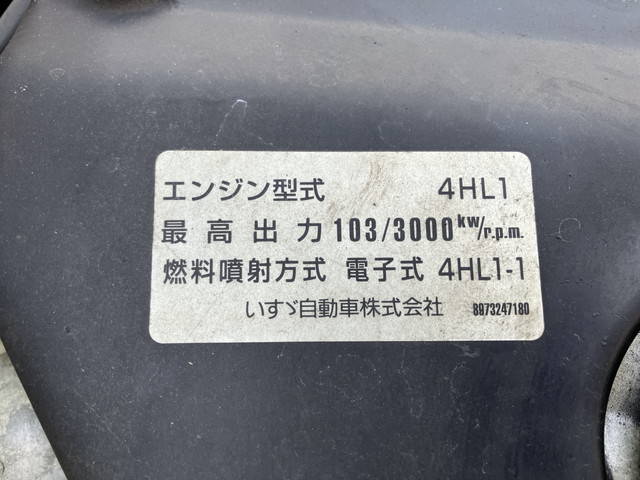 エンジン型式 4HL1
最高出力 103/3000 kW/r.p.m.
燃料噴射方式 電子式 4HL1-1
いすゞ自動車株式会社 8973247180